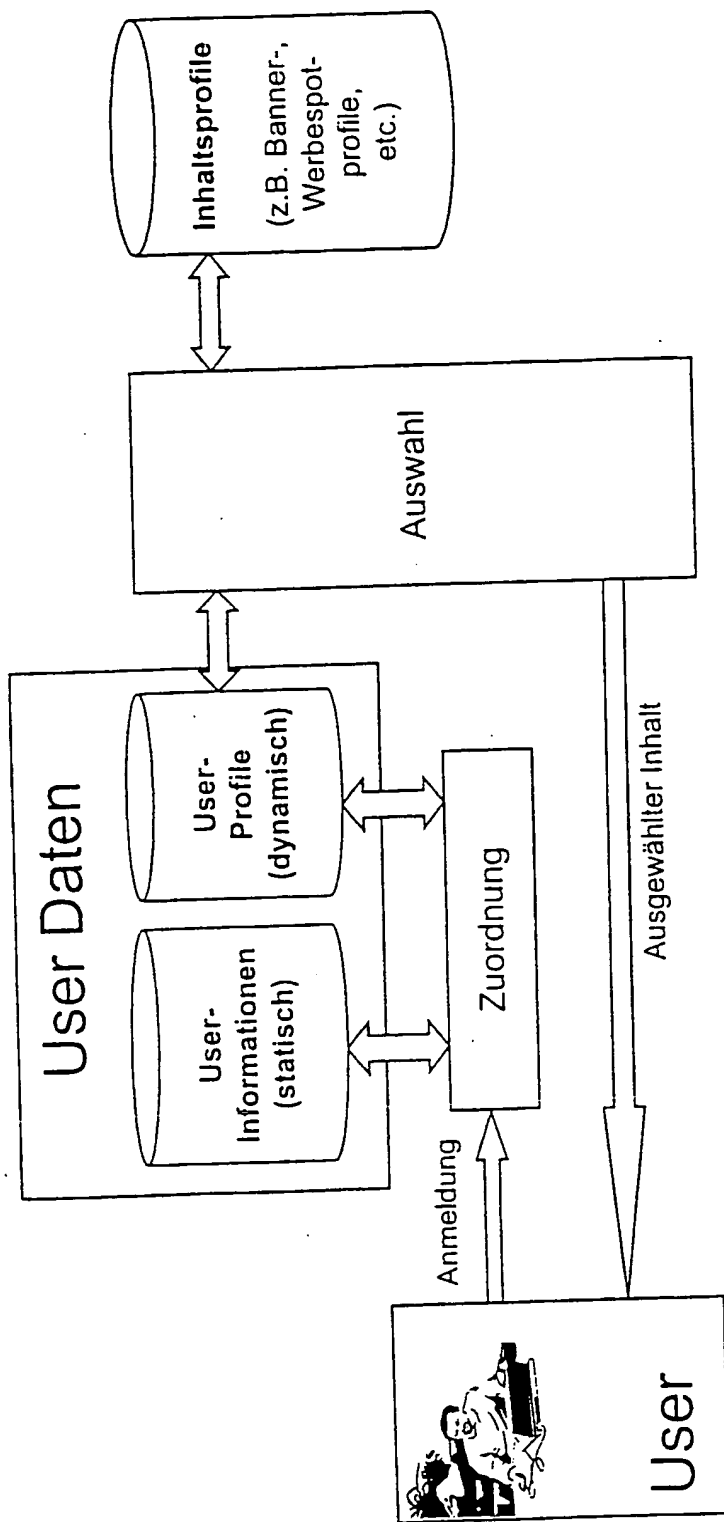 User Daten
User-
Informationen
(statisch)
User-
Profile
(dynamisch)
Inhaltsprofile
(z.B. Banner-,
Werbespot-
profile,
etc.)
Anmeldung
Zuordnung
Auswahl
Ausgewählter Inhalt
User